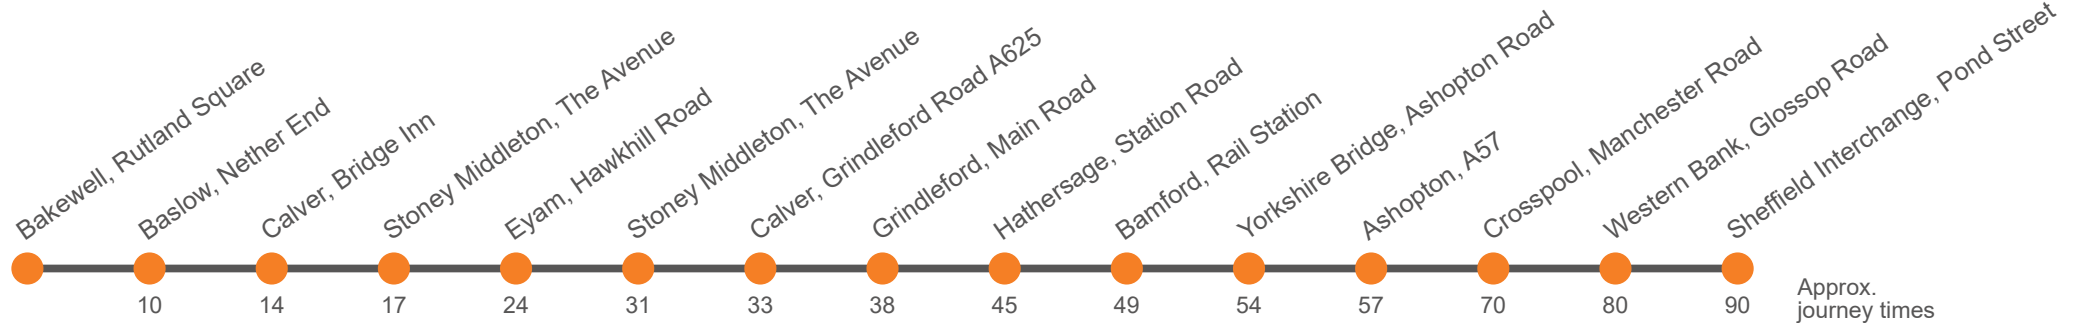 Bakewell, Rutland Square
Baslow, Nether End
Calver, Bridge Inn
Stoney Middleton, The Avenue
Eyam, Hawkhill Road
Stoney Middleton, The Avenue
Calver, Grindleford Road A625
Grindleford, Main Road
Hathersage, Station Road
Bamford, Rail Station
Yorkshire Bridge, Ashopton Road
Ashopton, A57
Crosspool, Manchester Road
Western Bank, Glossop Road
Sheffield Interchange, Pond Street
10 14 17 24 31 33 38 45 49 54 57 70 80 90
Approx.
journey times